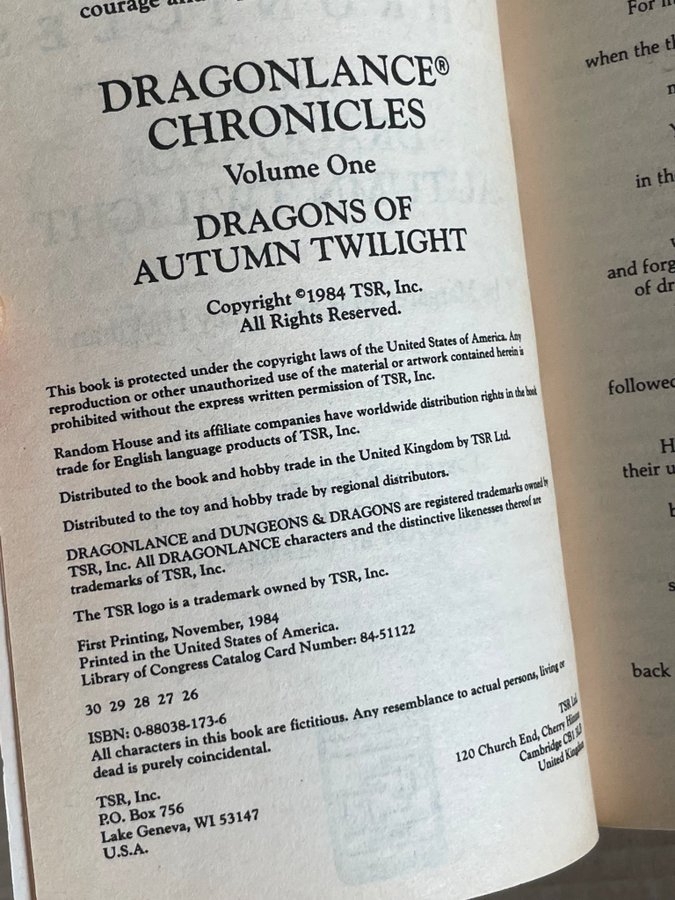 courage and
DRAGONLANCE®
CHRONICLES
Volume One
DRAGONS OF
AUTUMN TWILIGHT
Copyright ©1984 TSR, Inc.
All Rights Reserved.
This book is protected under the copyright laws of the United States of America. Any
reproduction or other unauthorized use of the material or artwork contained herein is
prohibited without the express written permission of TSR, Inc.
Random House and its affiliate companies have worldwide distribution rights in the book
trade for English language products of TSR, Inc.
Distributed to the book and hobby trade in the United Kingdom by TSR Ltd.
Distributed to the toy and hobby trade by regional distributors.
DRAGONLANCE and DUNGEONS & DRAGONS are registered trademarks owned by
TSR, Inc. All DRAGONLANCE characters and the distinctive likenesses thereof are
trademarks of TSR, Inc.
The TSR logo is a trademark owned by TSR, Inc.
First Printing, November, 1984
Printed in the United States of America.
Library of Congress Catalog Card Number: 84-51122
30 29 28 27 26
ISBN: 0-88038-173-6
All characters in this book are fictitious. Any resemblance to actual persons, living or
dead is purely coincidental.
TSR, Inc.
P.O. Box 756
Lake Geneva, WI 53147
U.S.A.
TSR Ltd.
120 Church End, Cherry Hinton
Cambridge CB1 3LB
United Kingdom
For
when the
in the
and
of
followed
their
back